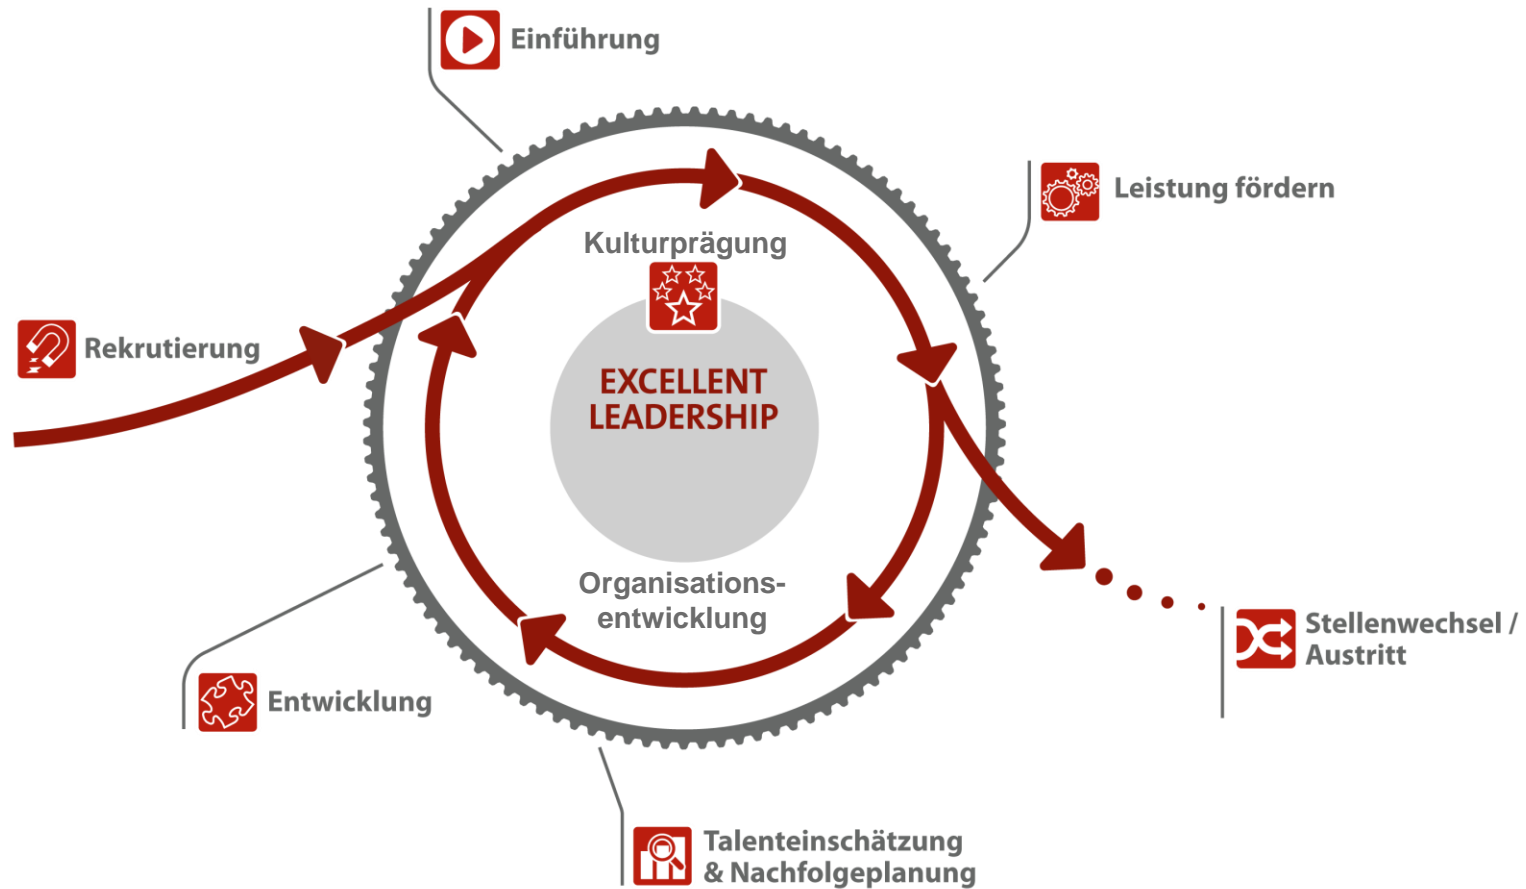 Einführung
Leistung fördern
Kulturprägung
Rekrutierung
EXCELLENT
LEADERSHIP
Organisations-
entwicklung
Stellenwechsel /
Austritt
Entwicklung
Talenteinschätzung
& Nachfolgeplanung